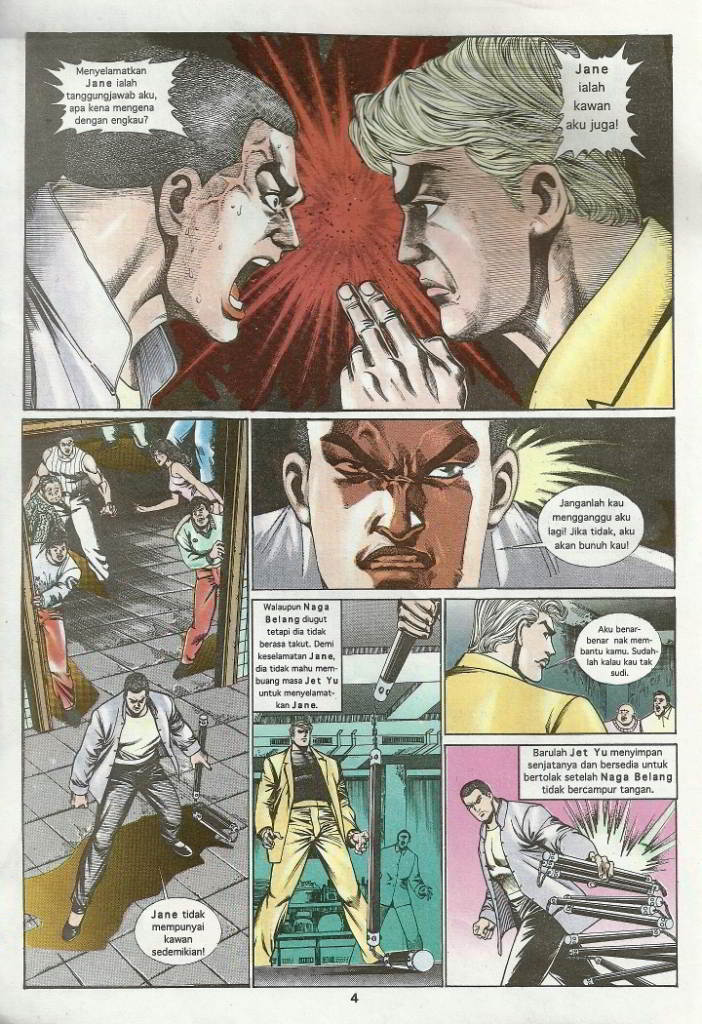 Menyelamatkan
Jane ialah
tanggungjawab aku,
apa kena mengena
dengan engkau?
Jane
ialah
kawan
aku juga!
Jane tidak
mempunyai
kawan
sedemikian!
Janganlah kau
mengganggu aku
lagi! Jika tidak, aku
akan bunuh kau!
Walaupun Naga
Belang diugut
tetapi dia tidak
berasa takut. Demi
keselamatan Jane,
dia tidak mahu mem-
buang masa Jet Yu
untuk menyelamat-
kan Jane.
Aku benar-
benar nak mem-
bantu kamu. Sudah-
lah kalau kau tak
sudi.
Barulah Jet Yu menyimpan
senjatanya dan bersedia untuk
bertolak setelah Naga Belang
tidak bercampur tangan.
4